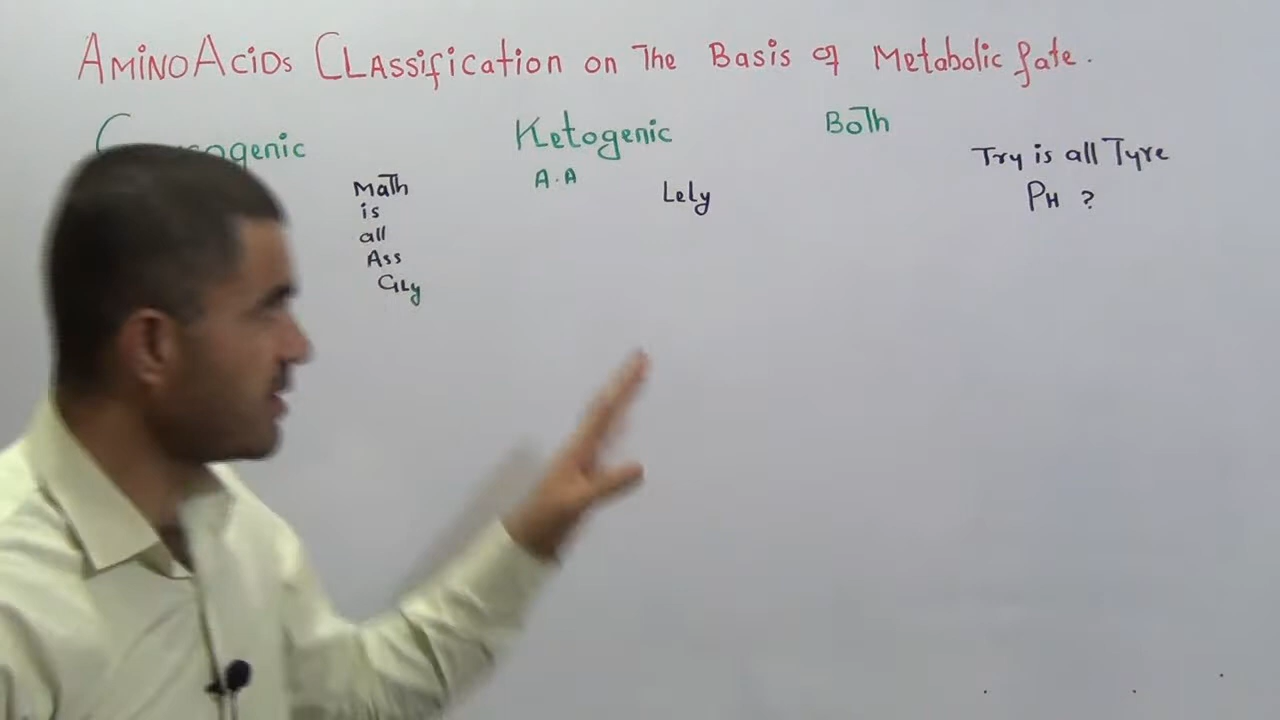 AminoAcids Classification on The Basis of Metabolic fate.
Ketogenic
A.A
Both
Math
is
all
Ass
Gly
Lely
Try is all Tyre
PH ?